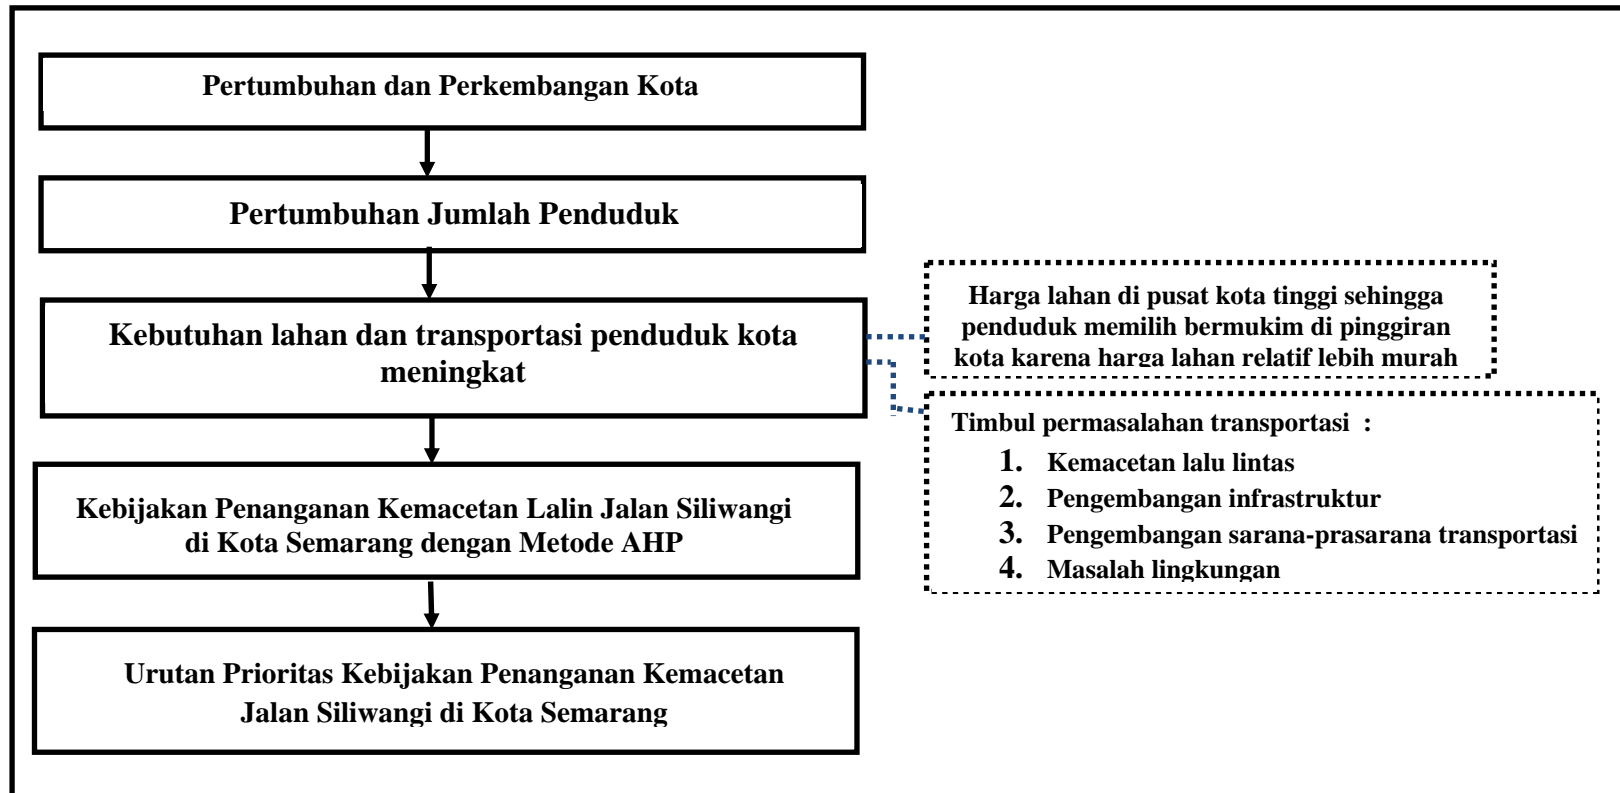 Pertumbuhan dan Perkembangan Kota
Pertumbuhan Jumlah Penduduk
Kebutuhan lahan dan transportasi penduduk kota
meningkat
Harga lahan di pusat kota tinggi sehingga
penduduk memilih bermukim di pinggiran
kota karena harga lahan relatif lebih murah
Timbul permasalahan transportasi :
1. Kemacetan lalu lintas
2. Pengembangan infrastruktur
3. Pengembangan sarana-prasarana transportasi
4. Masalah lingkungan
Kebijakan Penanganan Kemacetan Lalin Jalan Siliwangi
di Kota Semarang dengan Metode AHP
Urutan Prioritas Kebijakan Penanganan Kemacetan
Jalan Siliwangi di Kota Semarang